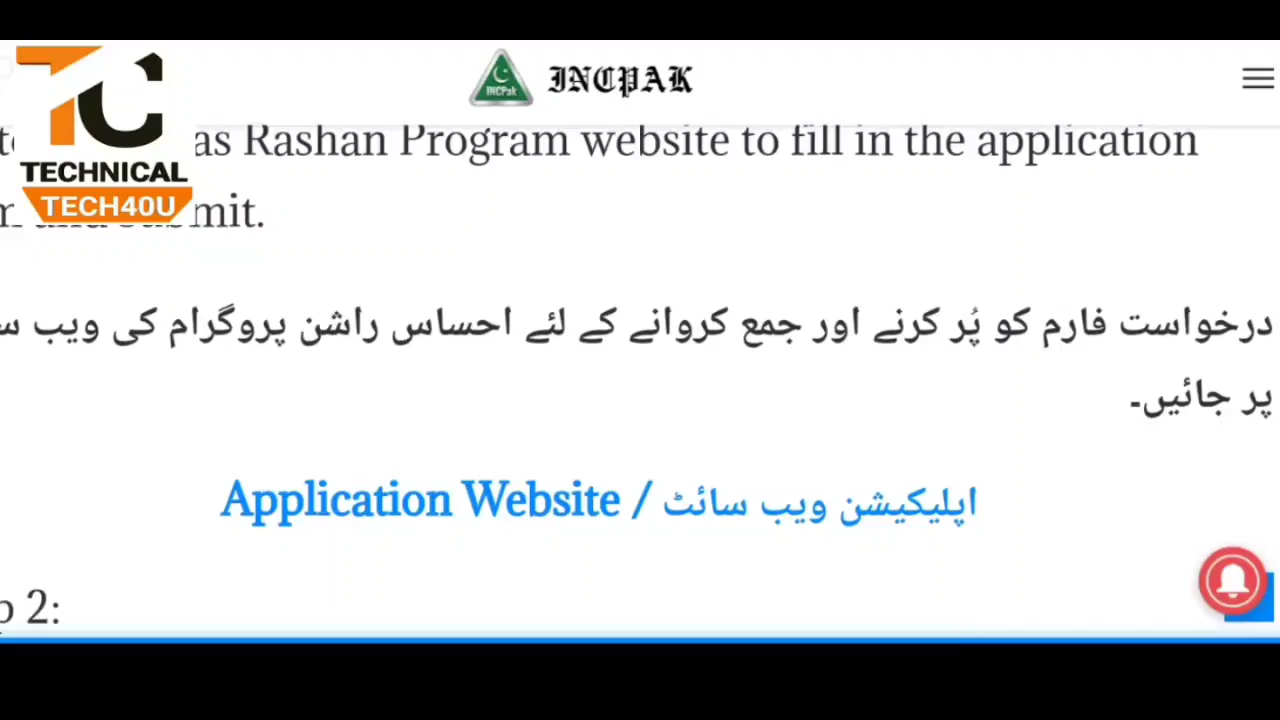 INCPak
INCPAK
TC
TECHNICAL
TECH40U
as Rashan Program website to fill in the application
mit.
درخواست فارم کو پُر کرنے اور جمع کروانے کے لئے احساس راشن پروگرام کی ویب
پر جائیں۔
Application Website / اپلیکیشن ویب سائٹ
2: